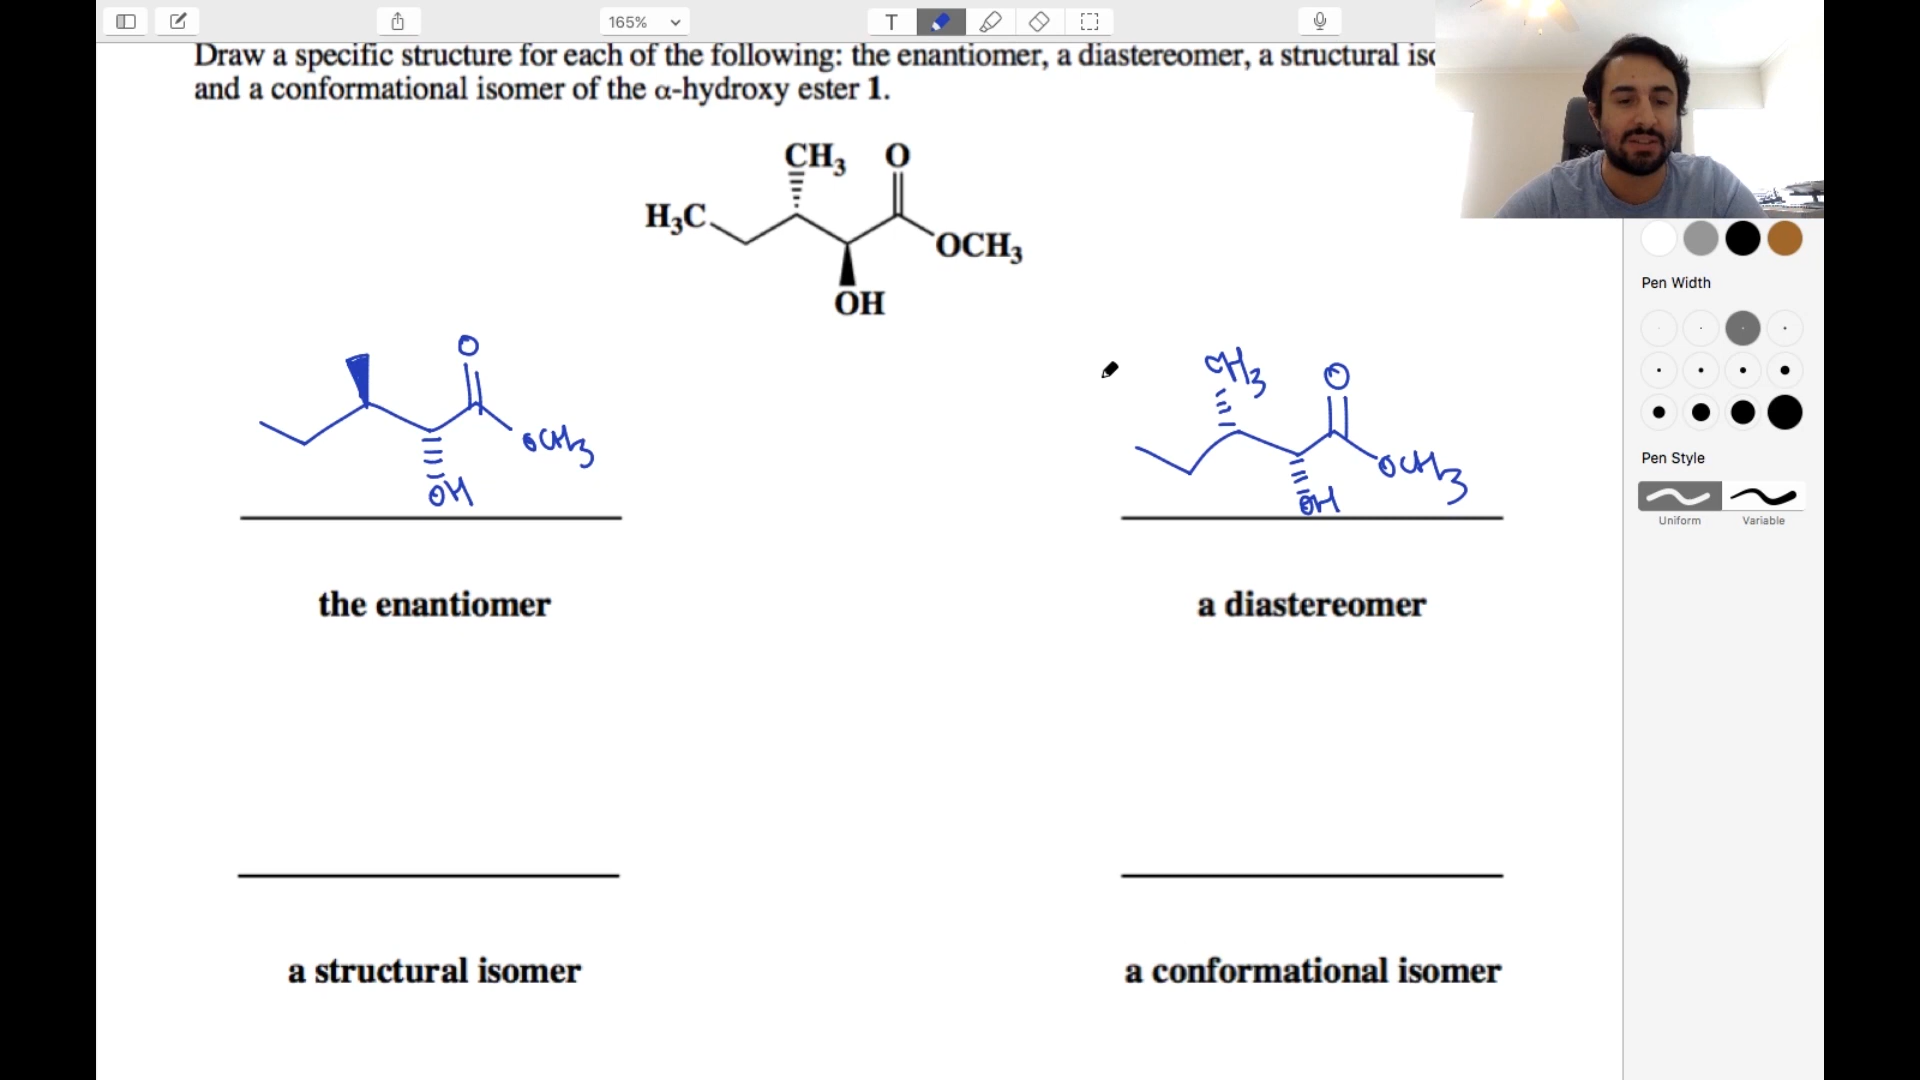 165%
T
Draw a specific structure for each of the following: the enantiomer, a diastereomer, a structural
and a conformational isomer of the α-hydroxy ester 1.
CH3 O
H3C
OCH3
OH
O
OCH3
OH
the enantiomer
CH3
O
OCH3
OH
a diastereomer
a structural isomer
a conformational isomer
Pen Width
Pen Style
Uniform
Variable